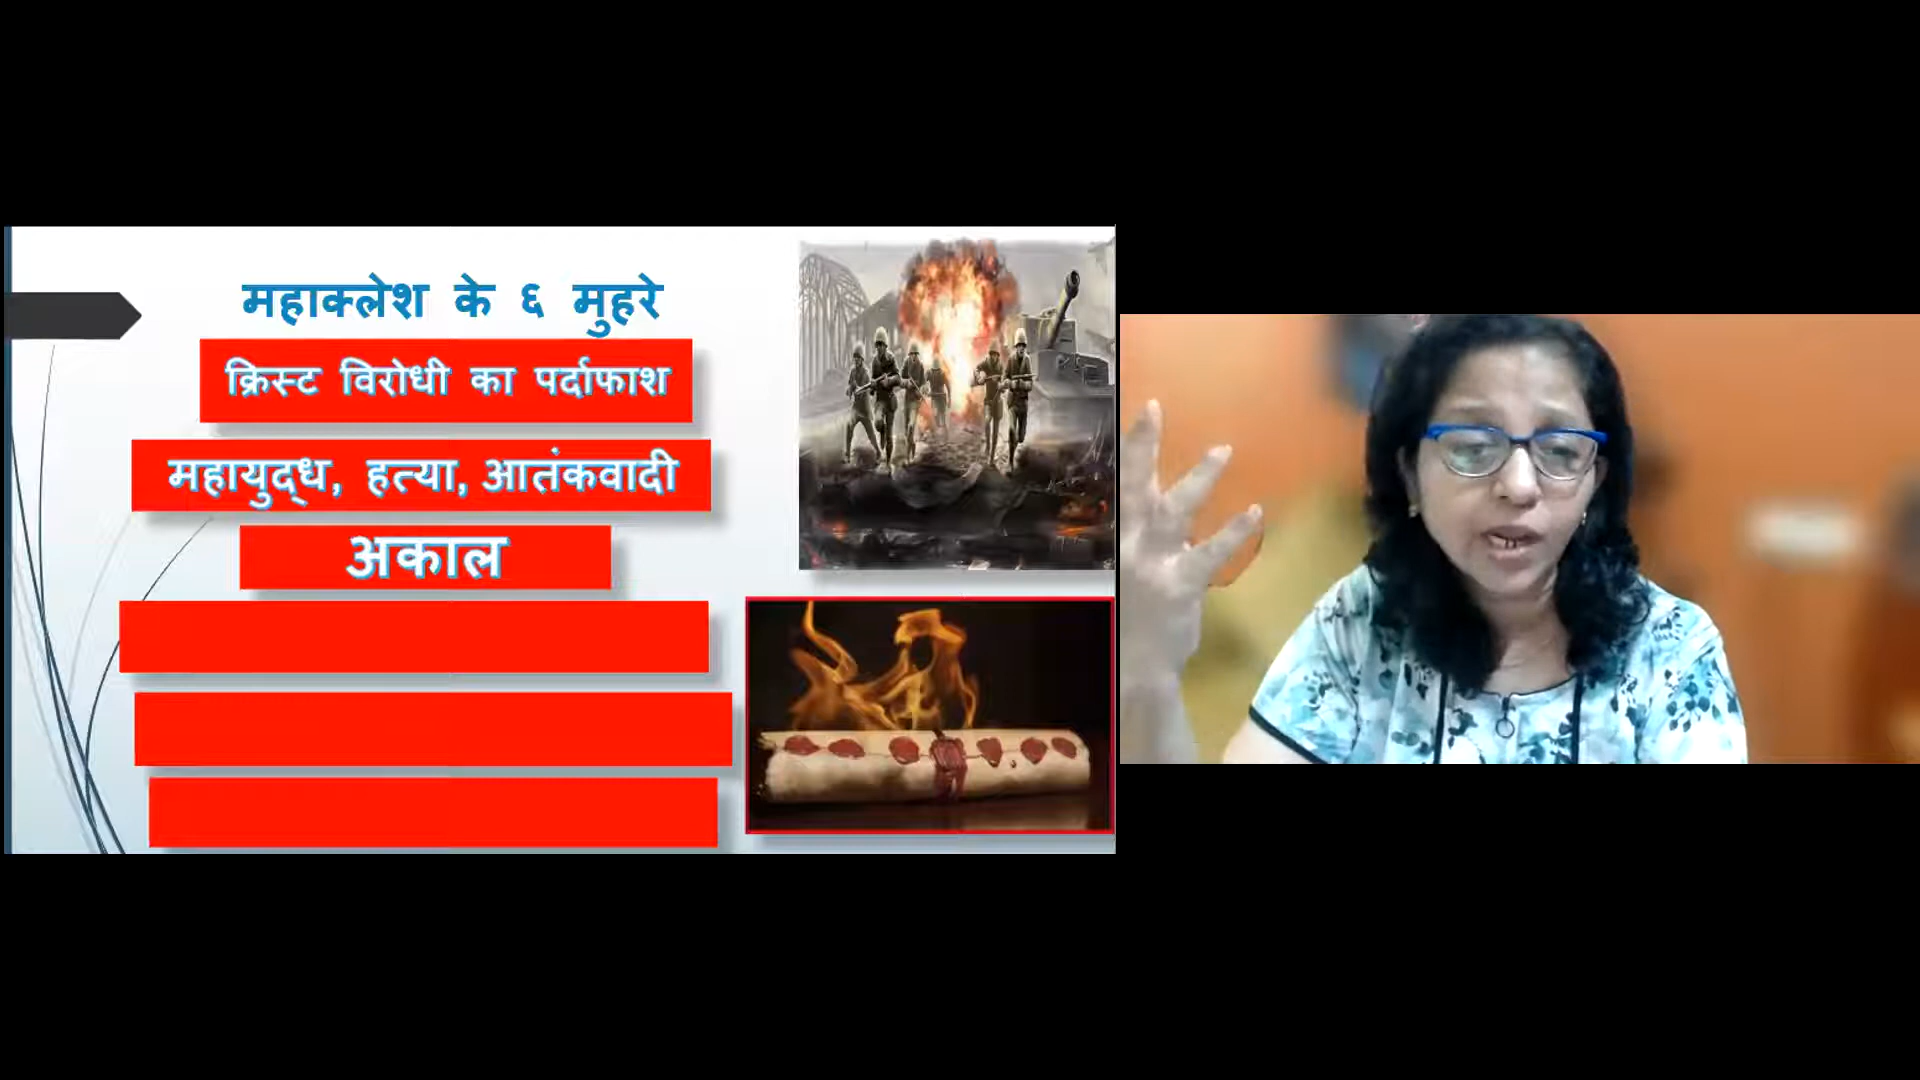 महाक्लेश के ६ मुहरे
क्रिस्ट विरोधी का पर्दाफाश
महायुद्ध, हत्या, आतंकवादी
अकाल